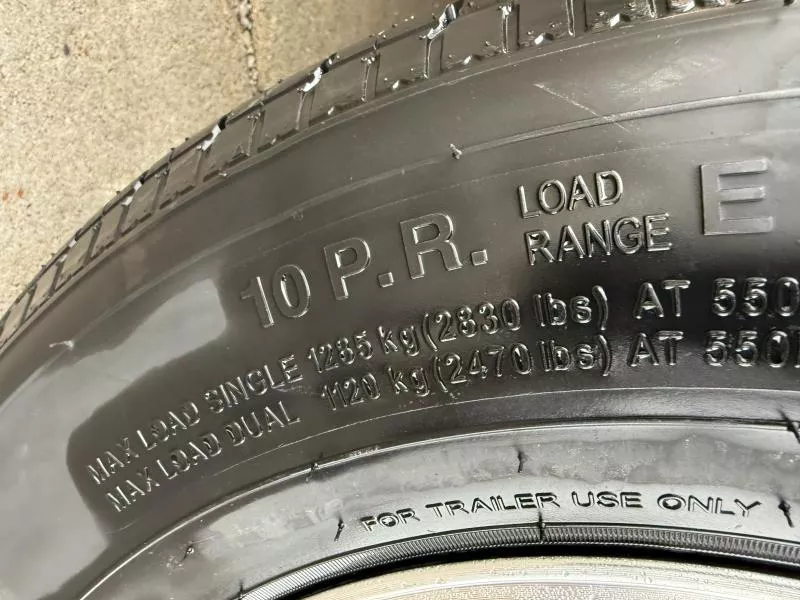 10 P.R. LOAD RANGE E
MAX LOAD SINGLE 1285 kg (2830 lbs) AT 550
MAX LOAD DUAL 1120 kg (2470 lbs) AT 550
FOR TRAILER USE ONLY